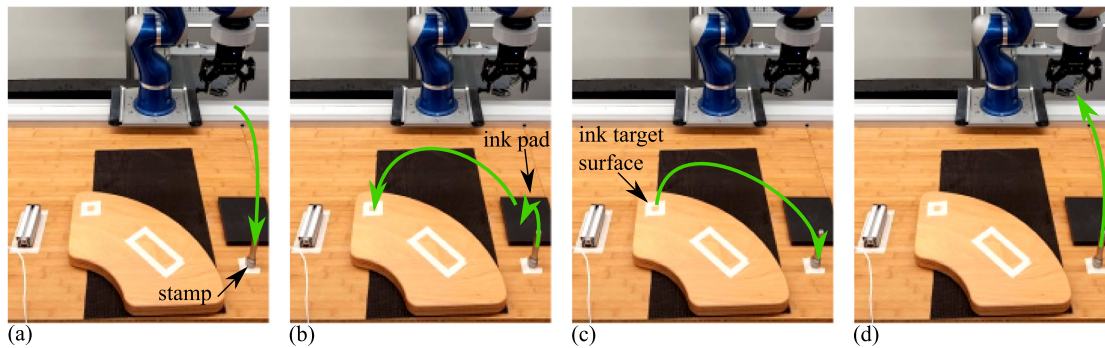 stamp
(a)
ink pad
(b)
ink target
surface
(c)
(d)